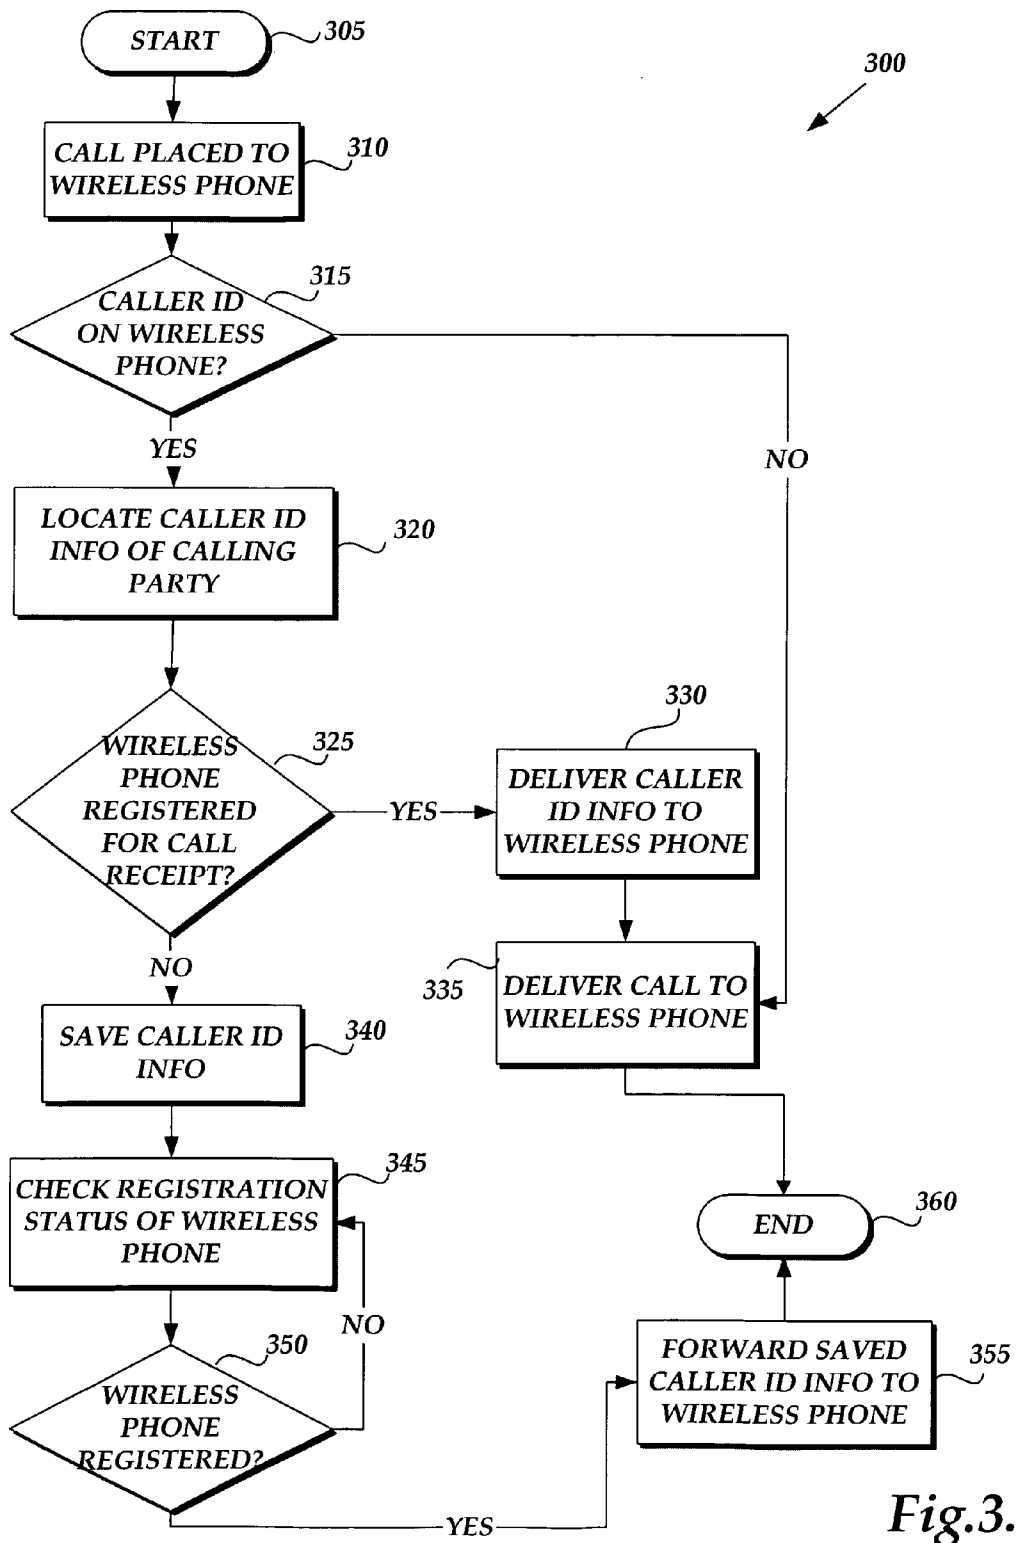 START
305
300
CALL PLACED TO
WIRELESS PHONE
310
CALLER ID
ON WIRELESS
PHONE?
315
YES
NO
LOCATE CALLER ID
INFO OF CALLING
PARTY
320
WIRELESS
PHONE
REGISTERED
FOR CALL
RECEIPT?
325
YES
330
DELIVER CALLER
ID INFO TO
WIRELESS PHONE
NO
335
DELIVER CALL TO
WIRELESS PHONE
SAVE CALLER ID
INFO
340
CHECK REGISTRATION
STATUS OF WIRELESS
PHONE
345
END
360
NO
WIRELESS
PHONE
REGISTERED?
350
FORWARD SAVED
CALLER ID INFO TO
WIRELESS PHONE
355
YES
Fig.3.